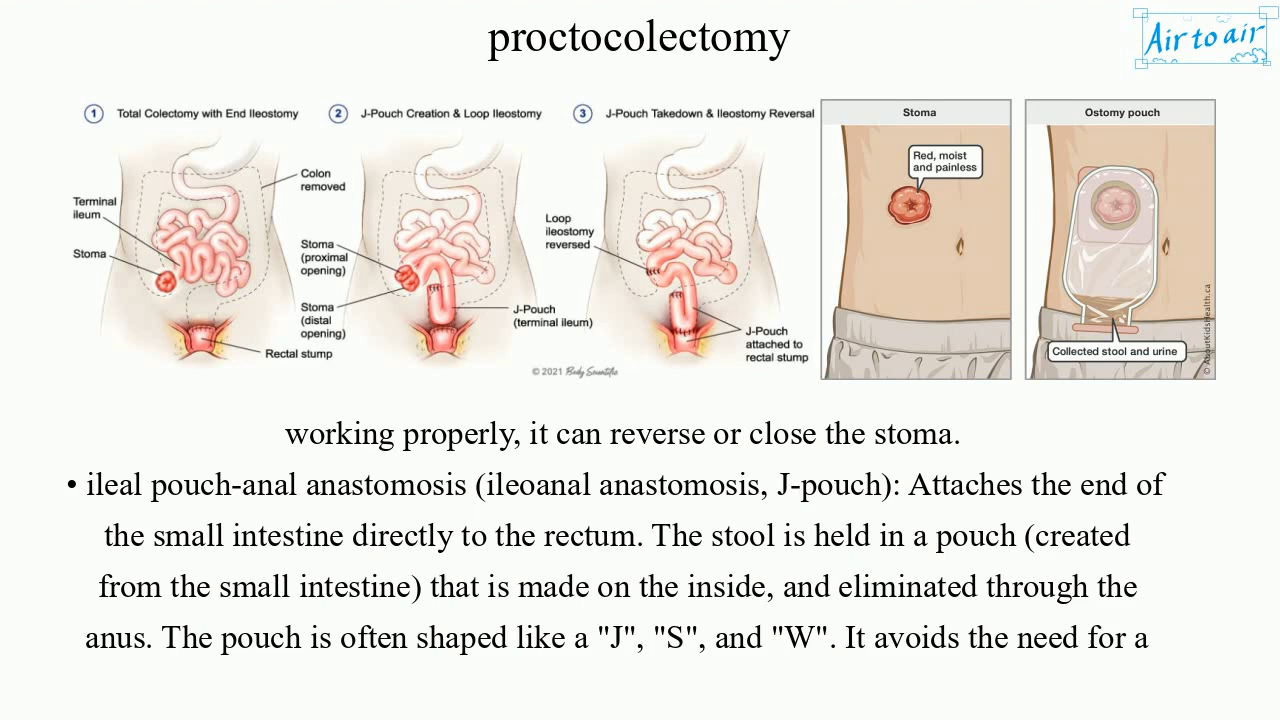 proctocolectomy
Air to air
1 Total Colectomy with End Ileostomy
Colon
removed
Terminal
ileum
Stoma
Rectal stump
2 J-Pouch Creation & Loop Ileostomy
Stoma
(proximal
opening)
Stoma
(distal
opening)
J-Pouch
(terminal ileum)
3 J-Pouch Takedown & Ileostomy Reversal
Loop
ileostomy
reversed
J-Pouch
attached to
rectal stump
© 2021 Body Scientific
Stoma
Red, moist
and painless
Ostomy pouch
Collected stool and urine
© AboutKidsHealth.ca
working properly, it can reverse or close the stoma.
• ileal pouch-anal anastomosis (ileoanal anastomosis, J-pouch): Attaches the end of
the small intestine directly to the rectum. The stool is held in a pouch (created
from the small intestine) that is made on the inside, and eliminated through the
anus. The pouch is often shaped like a "J", "S", and "W". It avoids the need for a